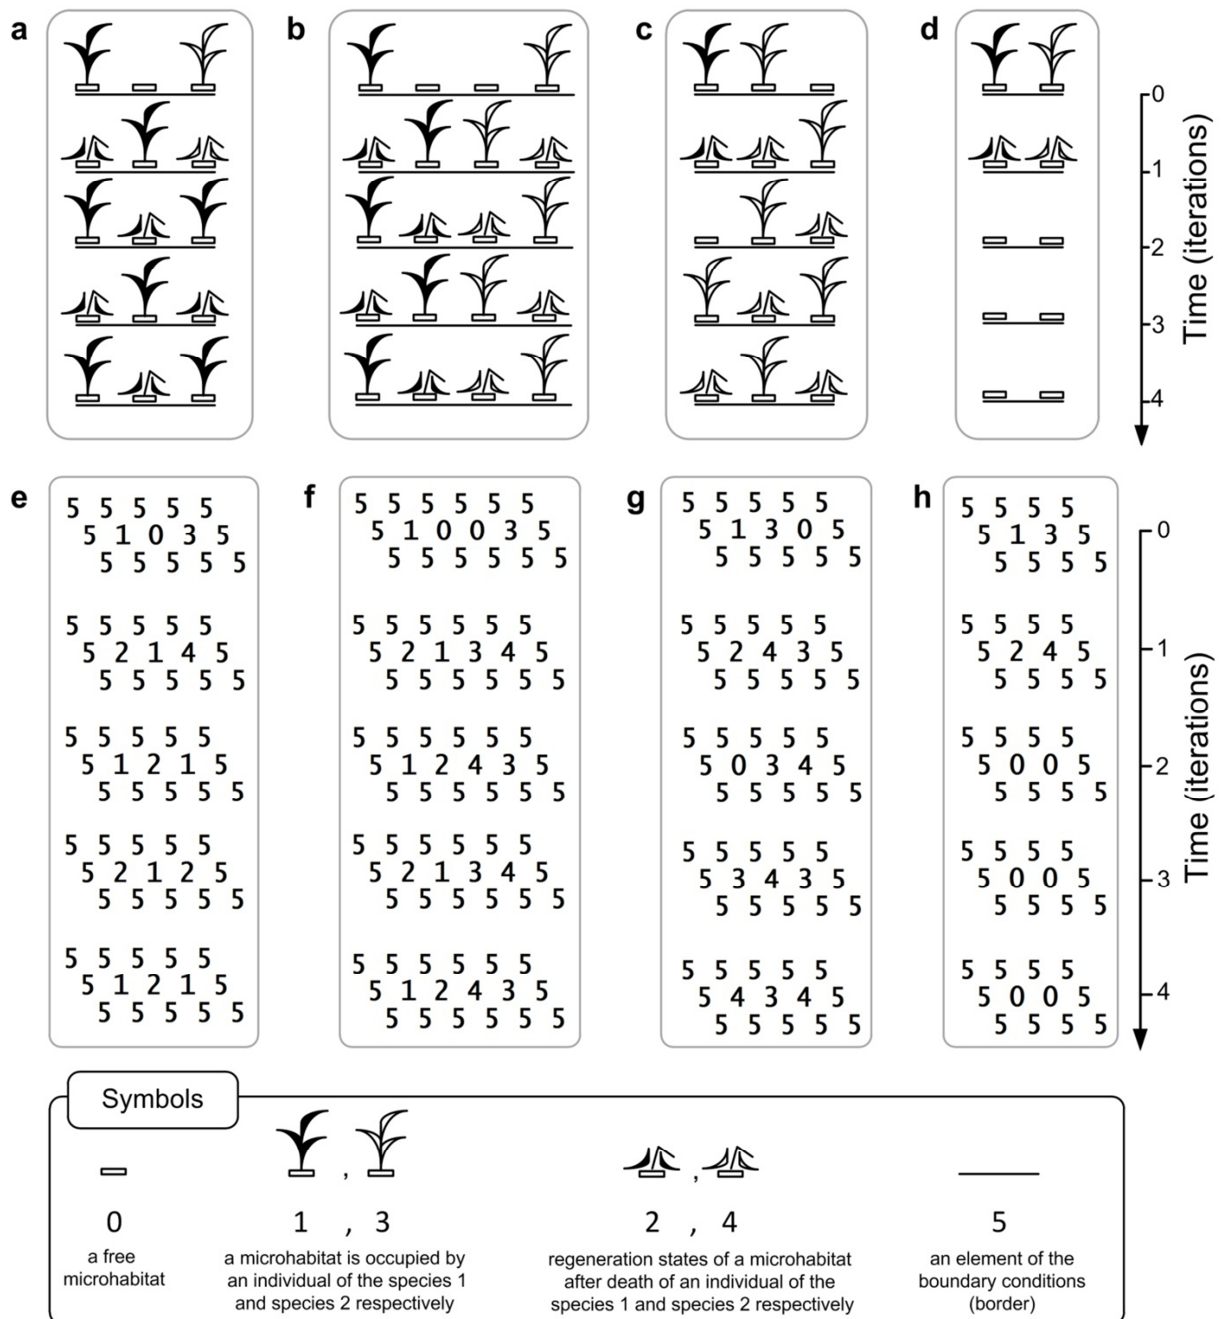 a b c d
0
1
2
3
4
Time (iterations)
e
5 5 5 5 5
5 1 0 3 5
5 5 5 5 5
5 5 5 5 5
5 2 1 4 5
5 5 5 5 5
5 5 5 5 5
5 1 2 1 5
5 5 5 5 5
5 5 5 5 5
5 2 1 2 5
5 5 5 5 5
5 5 5 5 5
5 1 2 1 5
5 5 5 5 5
f
5 5 5 5 5 5
5 1 0 0 3 5
5 5 5 5 5 5
5 5 5 5 5 5
5 2 1 3 4 5
5 5 5 5 5 5
5 5 5 5 5 5
5 1 2 4 3 5
5 5 5 5 5 5
5 5 5 5 5 5
5 2 1 3 4 5
5 5 5 5 5 5
5 5 5 5 5 5
5 1 2 4 3 5
5 5 5 5 5 5
g
5 5 5 5 5
5 1 3 0 5
5 5 5 5 5
5 5 5 5 5
5 2 4 3 5
5 5 5 5 5
5 5 5 5 5
5 0 3 4 5
5 5 5 5 5
5 5 5 5 5
5 3 4 3 5
5 5 5 5 5
5 5 5 5 5
5 4 3 4 5
5 5 5 5 5
h
5 5 5 5
5 1 3 5
5 5 5 5
5 5 5 5
5 2 4 5
5 5 5 5
5 5 5 5
5 0 0 5
5 5 5 5
5 5 5 5
5 0 0 5
5 5 5 5
5 5 5 5
5 0 0 5
5 5 5 5
0
1
2
3
4
Time (iterations)
Symbols
, ,
0
a free
microhabitat
1 , 3
a microhabitat is occupied by
an individual of the species 1
and species 2 respectively
2 , 4
regeneration states of a microhabitat
after death of an individual of the
species 1 and species 2 respectively
5
an element of the
boundary conditions
(border)